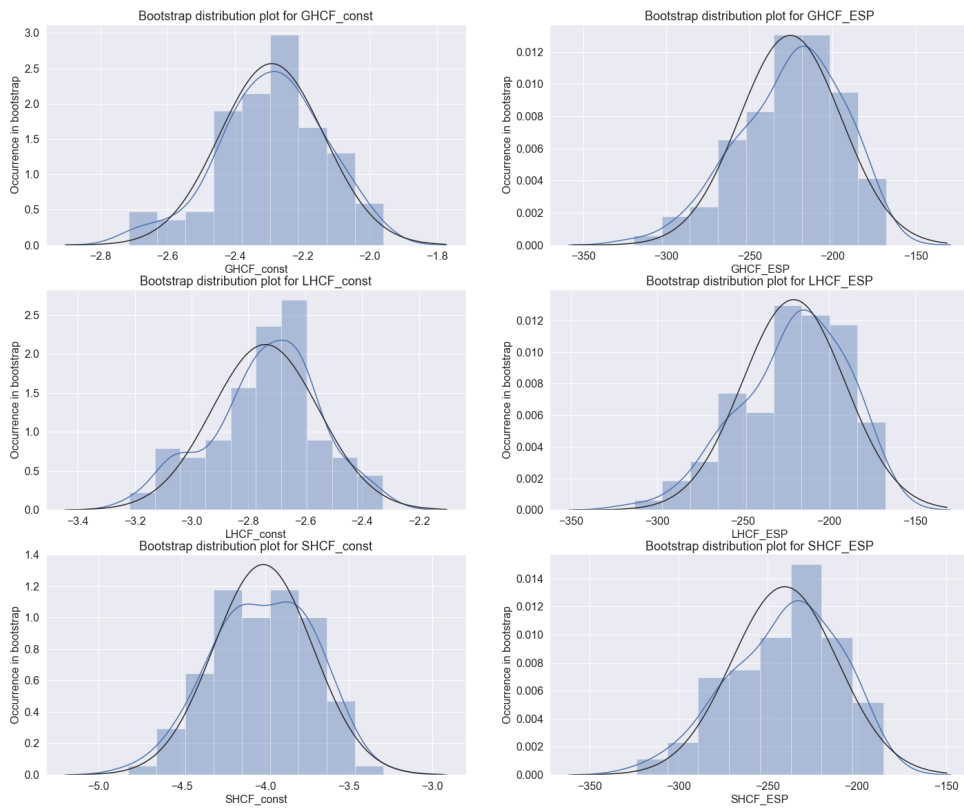 Bootstrap distribution plot for GHCF_const
Occurrence in bootstrap
3.0
2.5
2.0
1.5
1.0
0.5
0.0
−2.8 −2.6 −2.4 −2.2 −2.0 −1.8
GHCF_const
Bootstrap distribution plot for GHCF_ESP
Occurrence in bootstrap
0.012
0.010
0.008
0.006
0.004
0.002
0.000
−350 −300 −250 −200 −150
GHCF_ESP
Bootstrap distribution plot for LHCF_const
Occurrence in bootstrap
2.5
2.0
1.5
1.0
0.5
0.0
−3.4 −3.2 −3.0 −2.8 −2.6 −2.4 −2.2
LHCF_const
Bootstrap distribution plot for LHCF_ESP
Occurrence in bootstrap
0.012
0.010
0.008
0.006
0.004
0.002
0.000
−350 −300 −250 −200 −150
LHCF_ESP
Bootstrap distribution plot for SHCF_const
Occurrence in bootstrap
1.4
1.2
1.0
0.8
0.6
0.4
0.2
0.0
−5.0 −4.5 −4.0 −3.5 −3.0
SHCF_const
Bootstrap distribution plot for SHCF_ESP
Occurrence in bootstrap
0.014
0.012
0.010
0.008
0.006
0.004
0.002
0.000
−350 −300 −250 −200 −150
SHCF_ESP